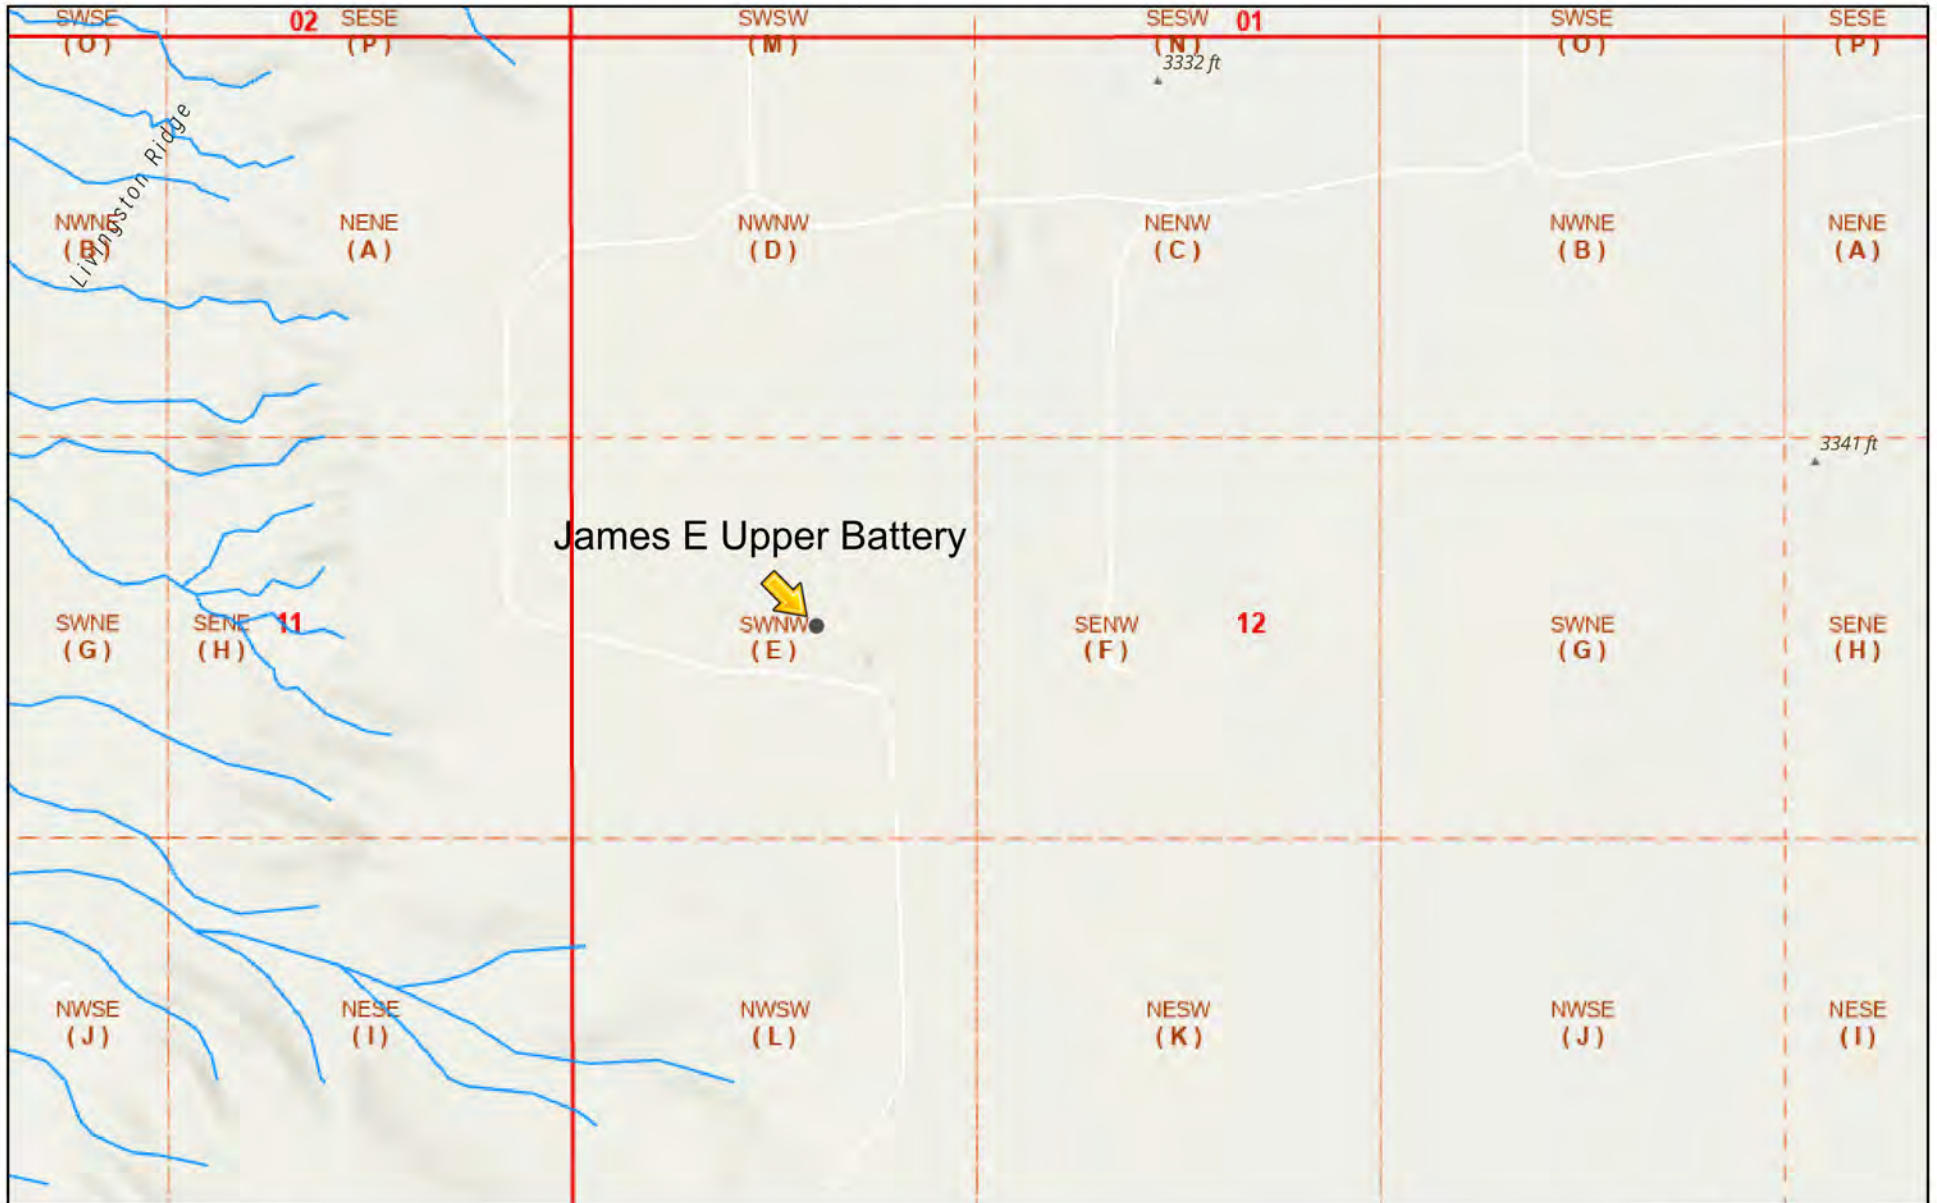 SWSE 02 SESE SWSW SESW 01 SWSE SESE
(O) (P) (M) (N) (O) (P)
3332 ft
Livingston Ridge
NWNE NENE NWNW NENW NWNE NENE
(B) (A) (D) (C) (B) (A)
3341 ft
James E Upper Battery
SWNE SENE 11 SWNW SENW 12 SWNE SENE
(G) (H) (E) (F) (G) (H)
NWSE NESE NWSW NESW NWSE NESE
(J) (I) (L) (K) (J) (I)